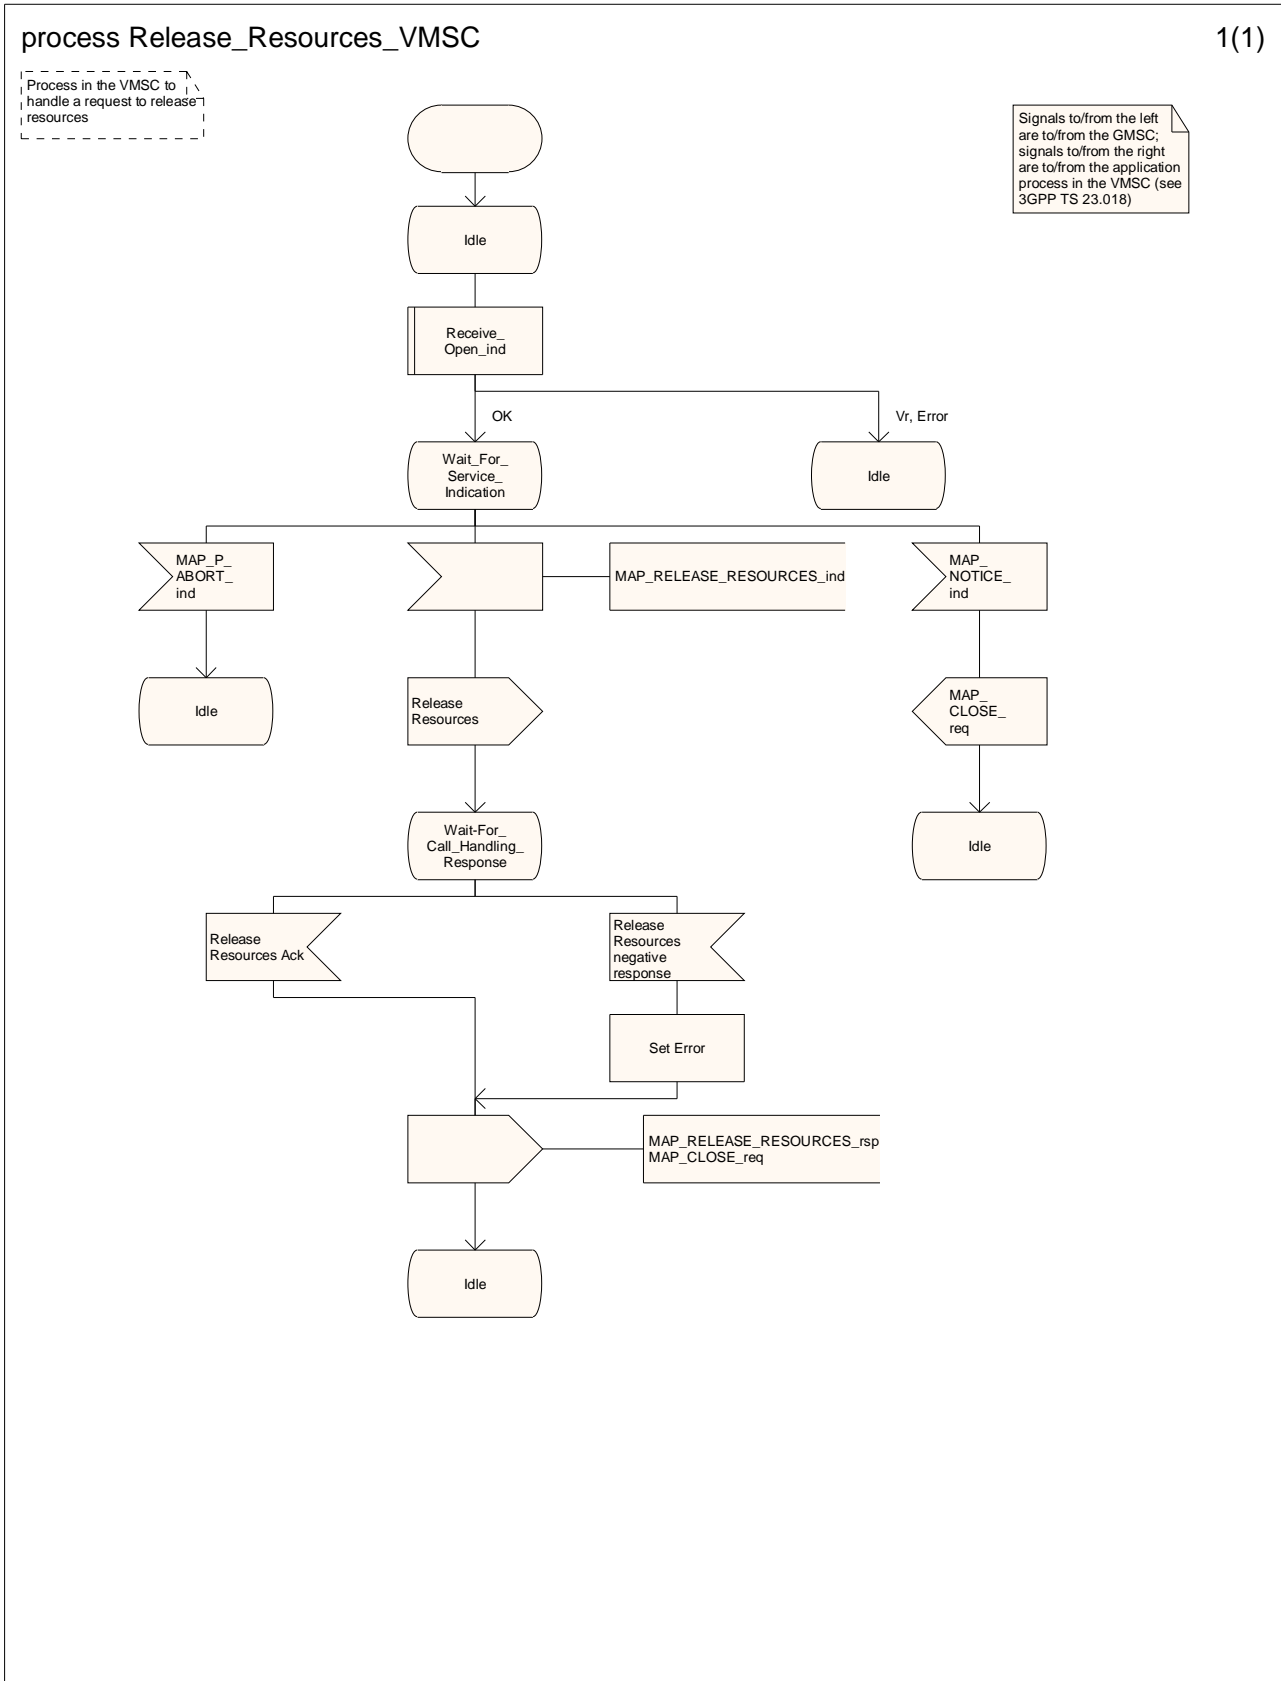 process Release_Resources_VMSC
1(1)
Process in the VMSC to
handle a request to release
resources
Signals to/from the left
are to/from the GMSC;
signals to/from the right
are to/from the application
process in the VMSC (see
3GPP TS 23.018)
Idle
Receive_
Open_ind
OK
Vr, Error
Wait_For_
Service_
Indication
Idle
MAP_P_
ABORT_
ind
MAP_RELEASE_RESOURCES_ind
MAP_
NOTICE_
ind
Idle
Release
Resources
MAP_
CLOSE_
req
Wait-For_
Call_Handling_
Response
Idle
Release
Resources Ack
Release
Resources
negative
response
Set Error
MAP_RELEASE_RESOURCES_rsp
MAP_CLOSE_req
Idle